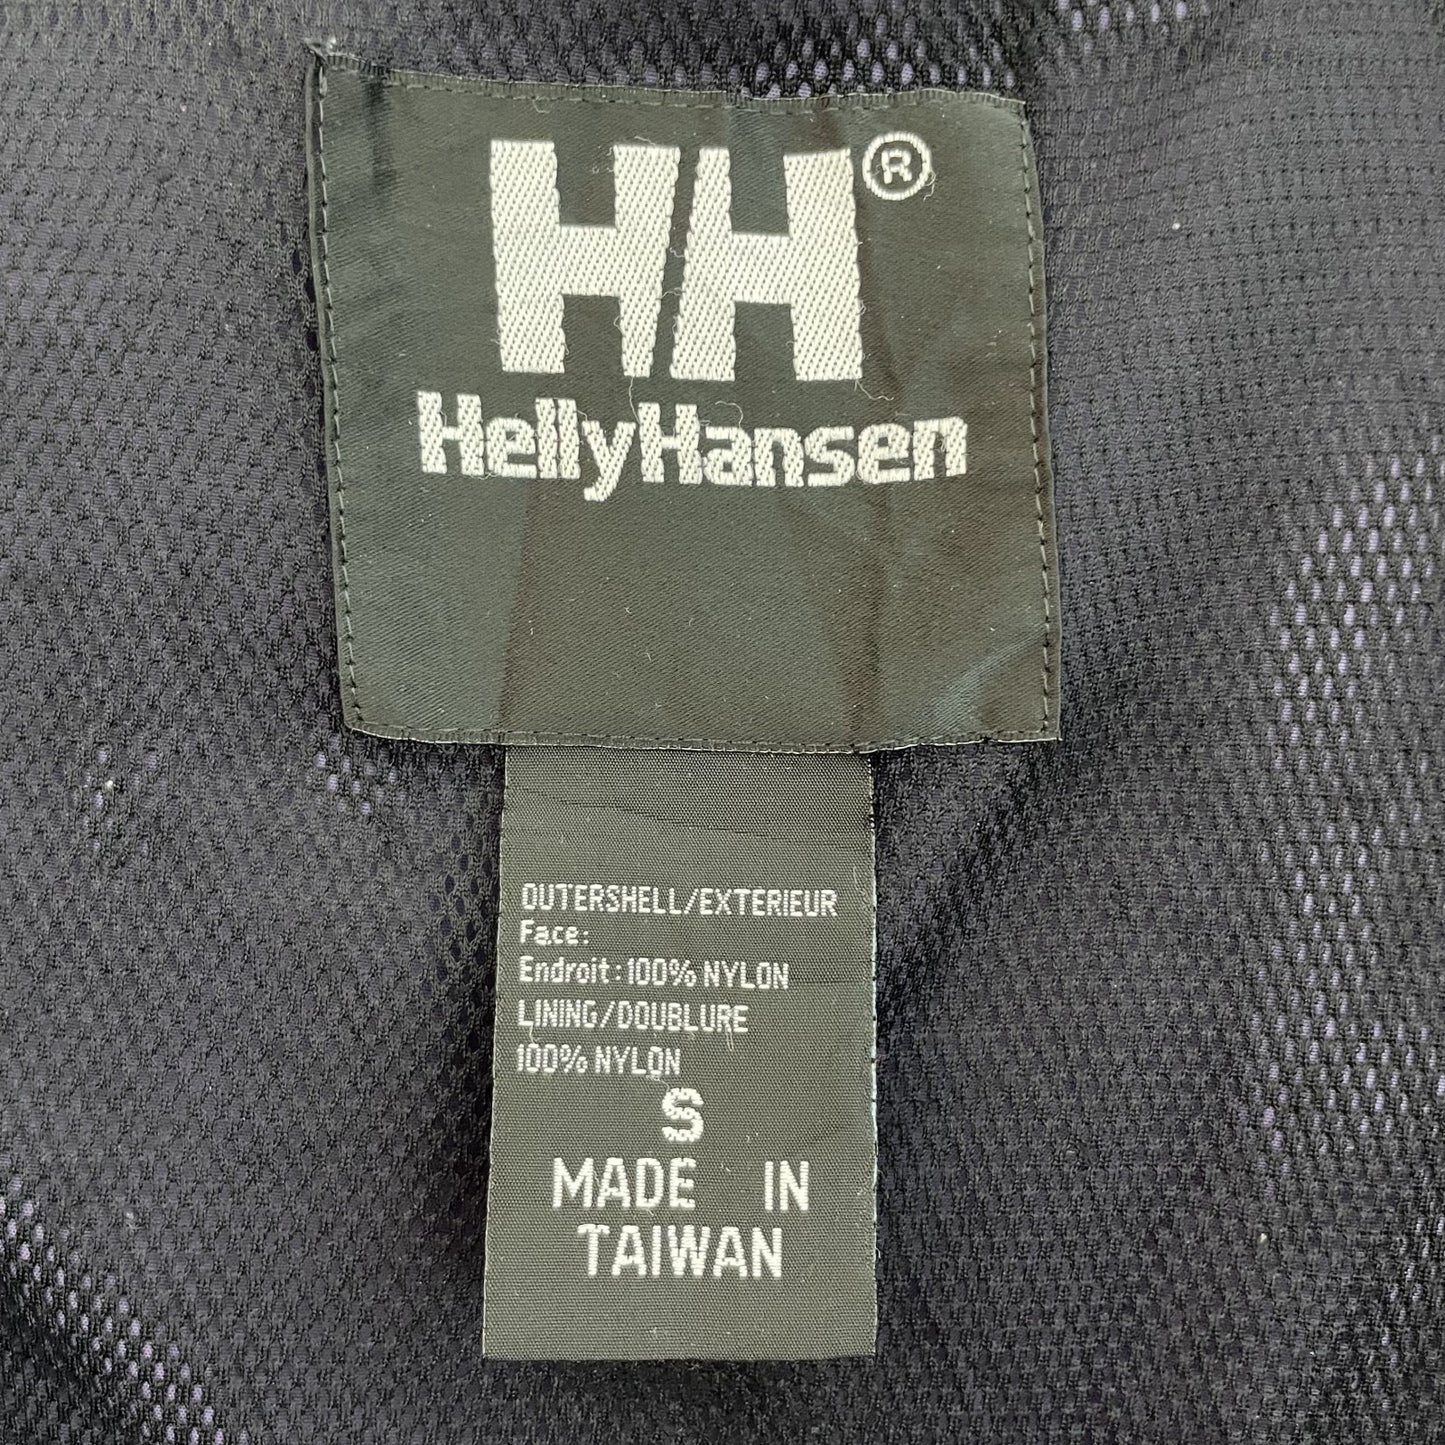 HH®
HellyHansen
OUTERSHELL/EXTERIEUR
Face:
Endroit:100% NYLON
LINING/DOUBLURE
100% NYLON
S
MADE IN
TAIWAN